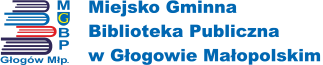 MGBP
Głogów Młp.
Miejsko Gminna
Biblioteka Publiczna
w Głogowie Małopolskim